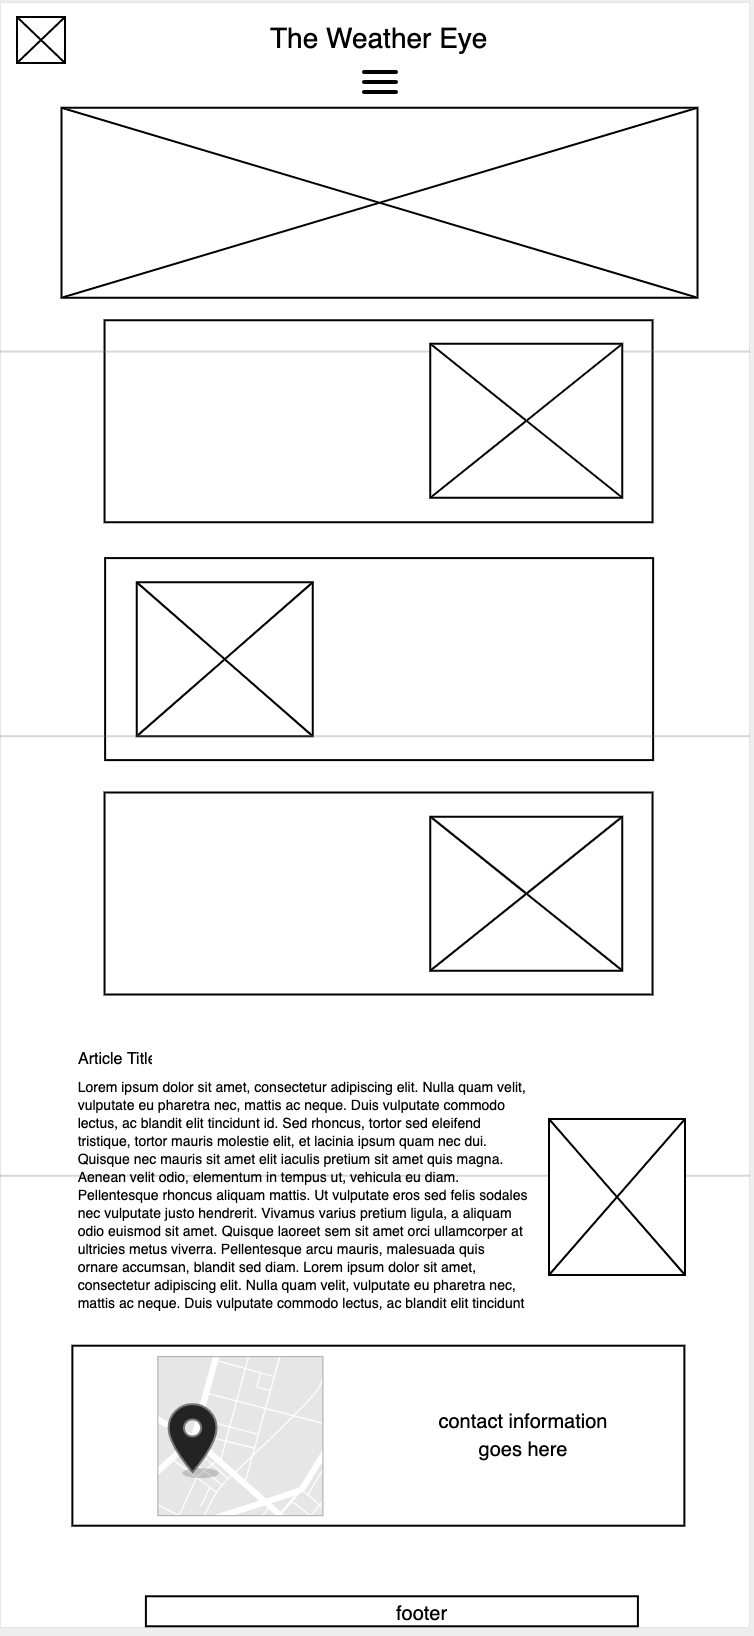 The Weather Eye
Article Title
Lorem ipsum dolor sit amet, consectetur adipiscing elit. Nulla quam velit,
vulputate eu pharetra nec, mattis ac neque. Duis vulputate commodo
lectus, ac blandit elit tincidunt id. Sed rhoncus, tortor sed eleifend
tristique, tortor mauris molestie elit, et lacinia ipsum quam nec dui.
Quisque nec mauris sit amet elit iaculis pretium sit amet quis magna.
Aenean velit odio, elementum in tempus ut, vehicula eu diam.
Pellentesque rhoncus aliquam mattis. Ut vulputate eros sed felis sodales
nec vulputate justo hendrerit. Vivamus varius pretium ligula, a aliquam
odio euismod sit amet. Quisque laoreet sem sit amet orci ullamcorper at
ultricies metus viverra. Pellentesque arcu mauris, malesuada quis
ornare accumsan, blandit sed diam. Lorem ipsum dolor sit amet,
consectetur adipiscing elit. Nulla quam velit, vulputate eu pharetra nec,
mattis ac neque. Duis vulputate commodo lectus, ac blandit elit tincidunt
contact information
goes here
footer